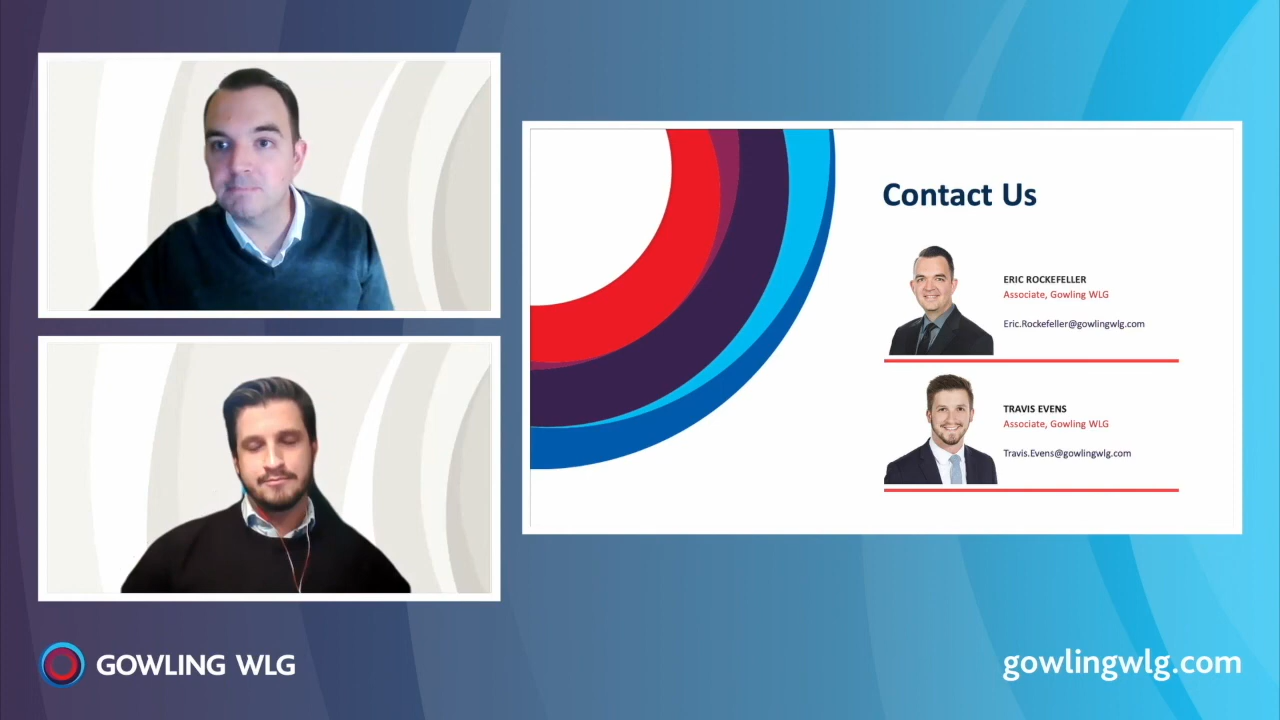 Contact Us
ERIC ROCKEFELLER
Associate, Gowling WLG
Eric.Rockefeller@gowlingwlg.com
TRAVIS EVENS
Associate, Gowling WLG
Travis.Evens@gowlingwlg.com
GOWLING WLG
gowlingwlg.com